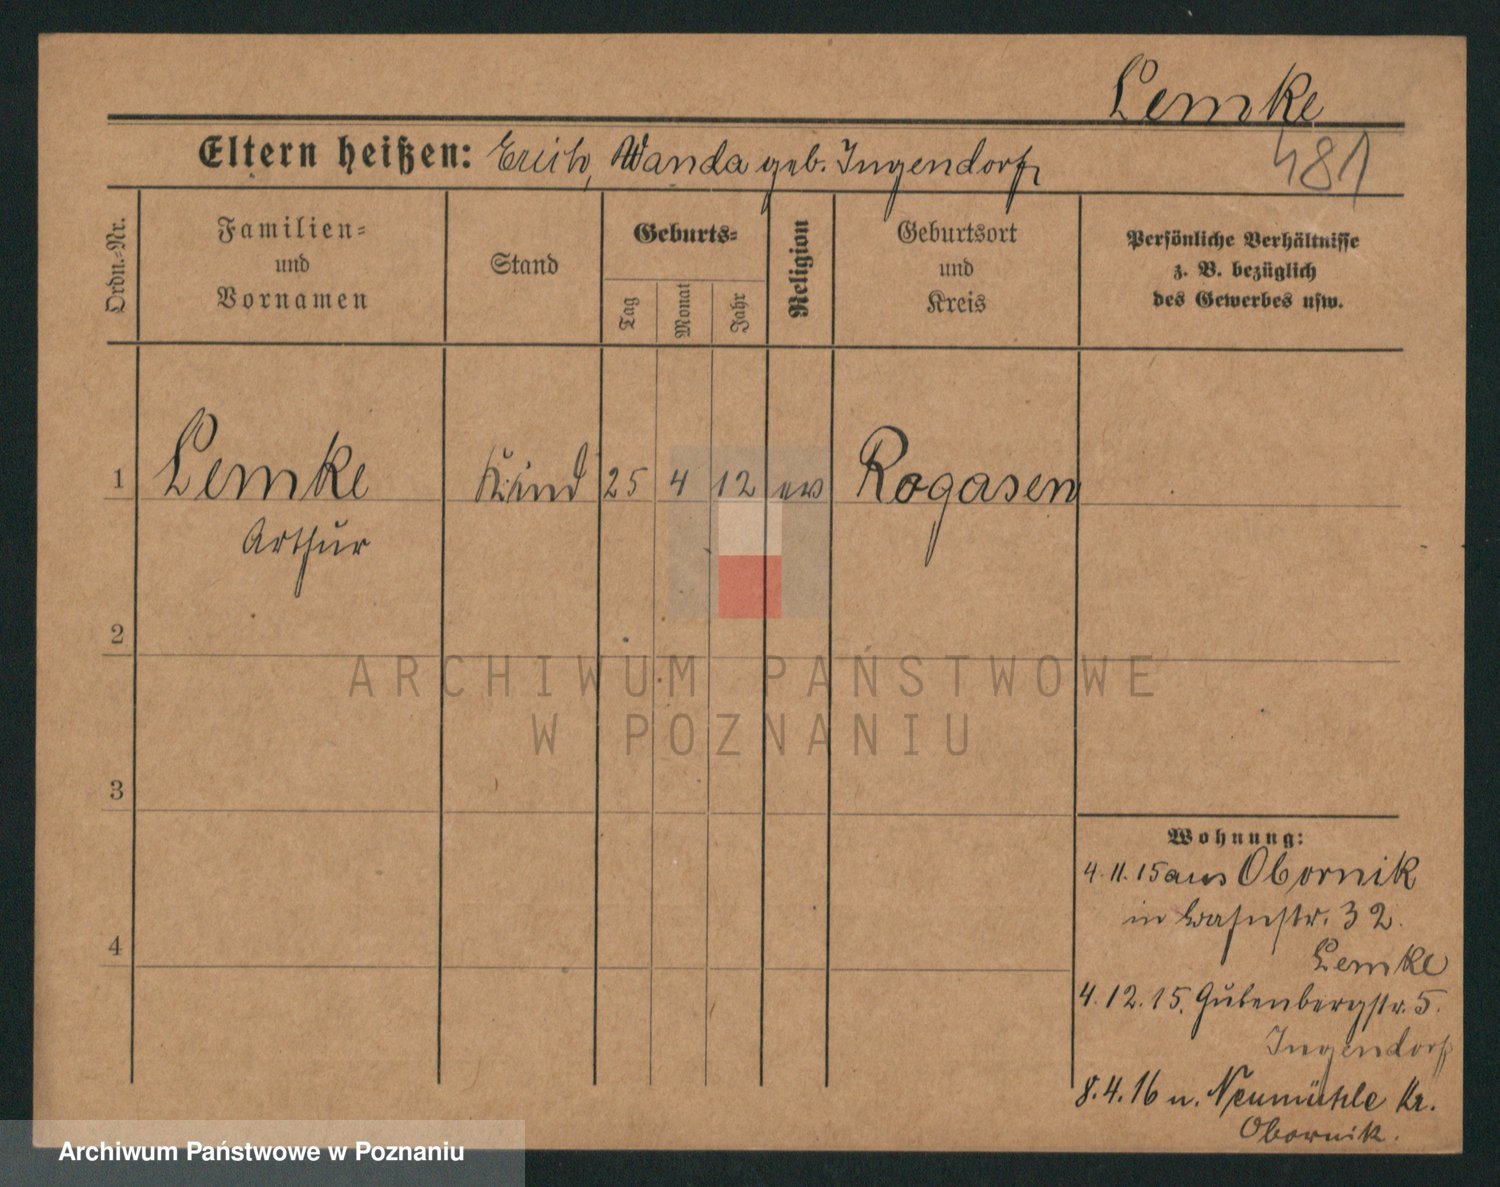 Lemke
481
Eltern heißen: Erich, Wanda geb. Ingendorf
Ordn.-Nr.
Familien-
und
Vornamen
Stand
Geburts-
Tag
Monat
Jahr
Religion
Geburtsort
und
Kreis
Persönliche Verhältnisse
z. B. bezüglich
des Gewerbes usw.
1 Lemke Kind 25 4 12 ev Rogasen
Arthur
2
3
4
ARCHIWUM PAŃSTWOWE
W POZNANIU
Wohnung:
4.11.15 aus Obornik
in Bahnstr. 32.
Lemke
4.12.15. Gutenbergstr. 5.
Ingendorf
8.4.16 n. Neumühle Kr.
Obornik.
Archiwum Państwowe w Poznaniu